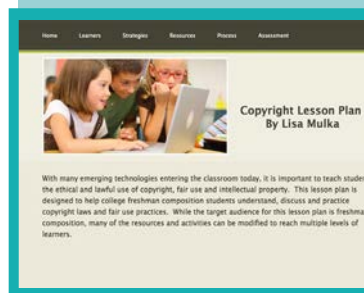 Home Learners Strategies Resources Process Assessment
Copyright Lesson Plan
By Lisa Mulka
With many emerging technologies entering the classroom today, it is important to teach
the ethical and lawful use of copyright, fair use and intellectual property. This lesson plan is
designed to help college freshman composition students understand, discuss and practice
copyright laws and fair use practices. While the target audience for this lesson plan is
composition, many of the resources and activities can be modified to reach multiple levels of
learners.